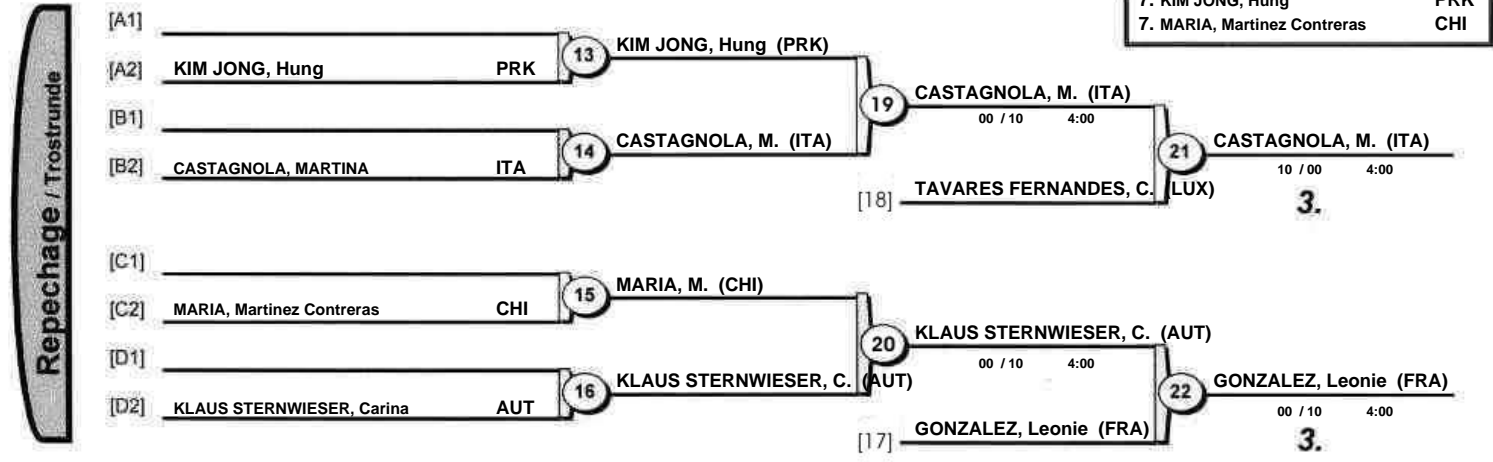 7. KIM JONG, Hung PRK
7. MARIA, Martinez Contreras CHI
Repechage / Trostrunde
[A1]
[A2] KIM JONG, Hung PRK
13
KIM JONG, Hung (PRK)
[B1]
[B2] CASTAGNOLA, MARTINA ITA
14
CASTAGNOLA, M. (ITA)
19
CASTAGNOLA, M. (ITA)
00 / 10 4:00
[18] TAVARES FERNANDES, C. (LUX)
21
CASTAGNOLA, M. (ITA)
10 / 00 4:00
3.
[C1]
[C2] MARIA, Martinez Contreras CHI
15
MARIA, M. (CHI)
[D1]
[D2] KLAUS STERNWIESER, Carina AUT
16
KLAUS STERNWIESER, C. (AUT)
20
KLAUS STERNWIESER, C. (AUT)
00 / 10 4:00
[17] GONZALEZ, Leonie (FRA)
22
GONZALEZ, Leonie (FRA)
00 / 10 4:00
3.